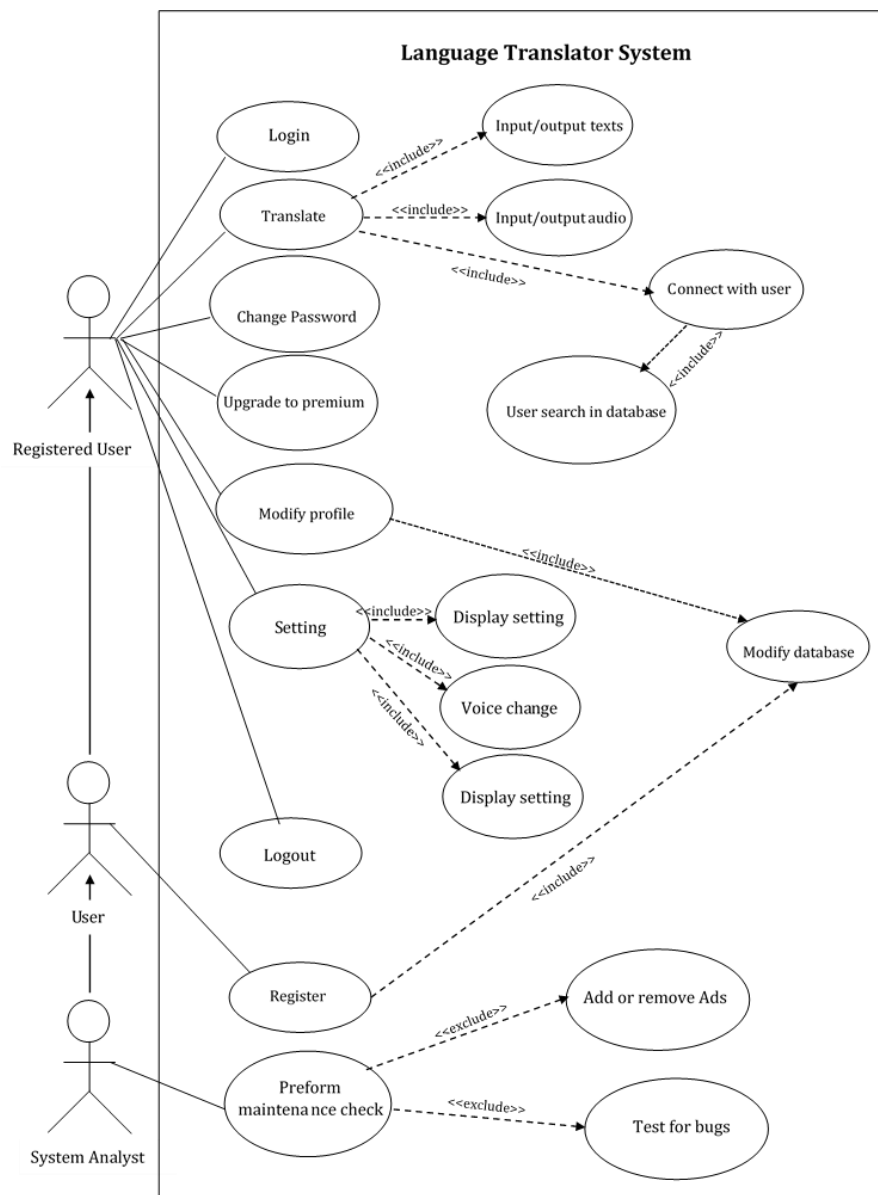 Language Translator System
Login
Input/output texts
<<include>>
Translate
<<include>>
Input/output audio
<<include>>
Connect with user
Change Password
<<include>>
Upgrade to premium
User search in database
Registered User
Modify profile
<<include>>
Setting
<<include>>
Display setting
Modify database
<<include>>
Voice change
<<include>>
Display setting
Logout
<<include>>
User
Register
Add or remove Ads
<<exclude>>
Preform
maintenance check
<<exclude>>
Test for bugs
System Analyst